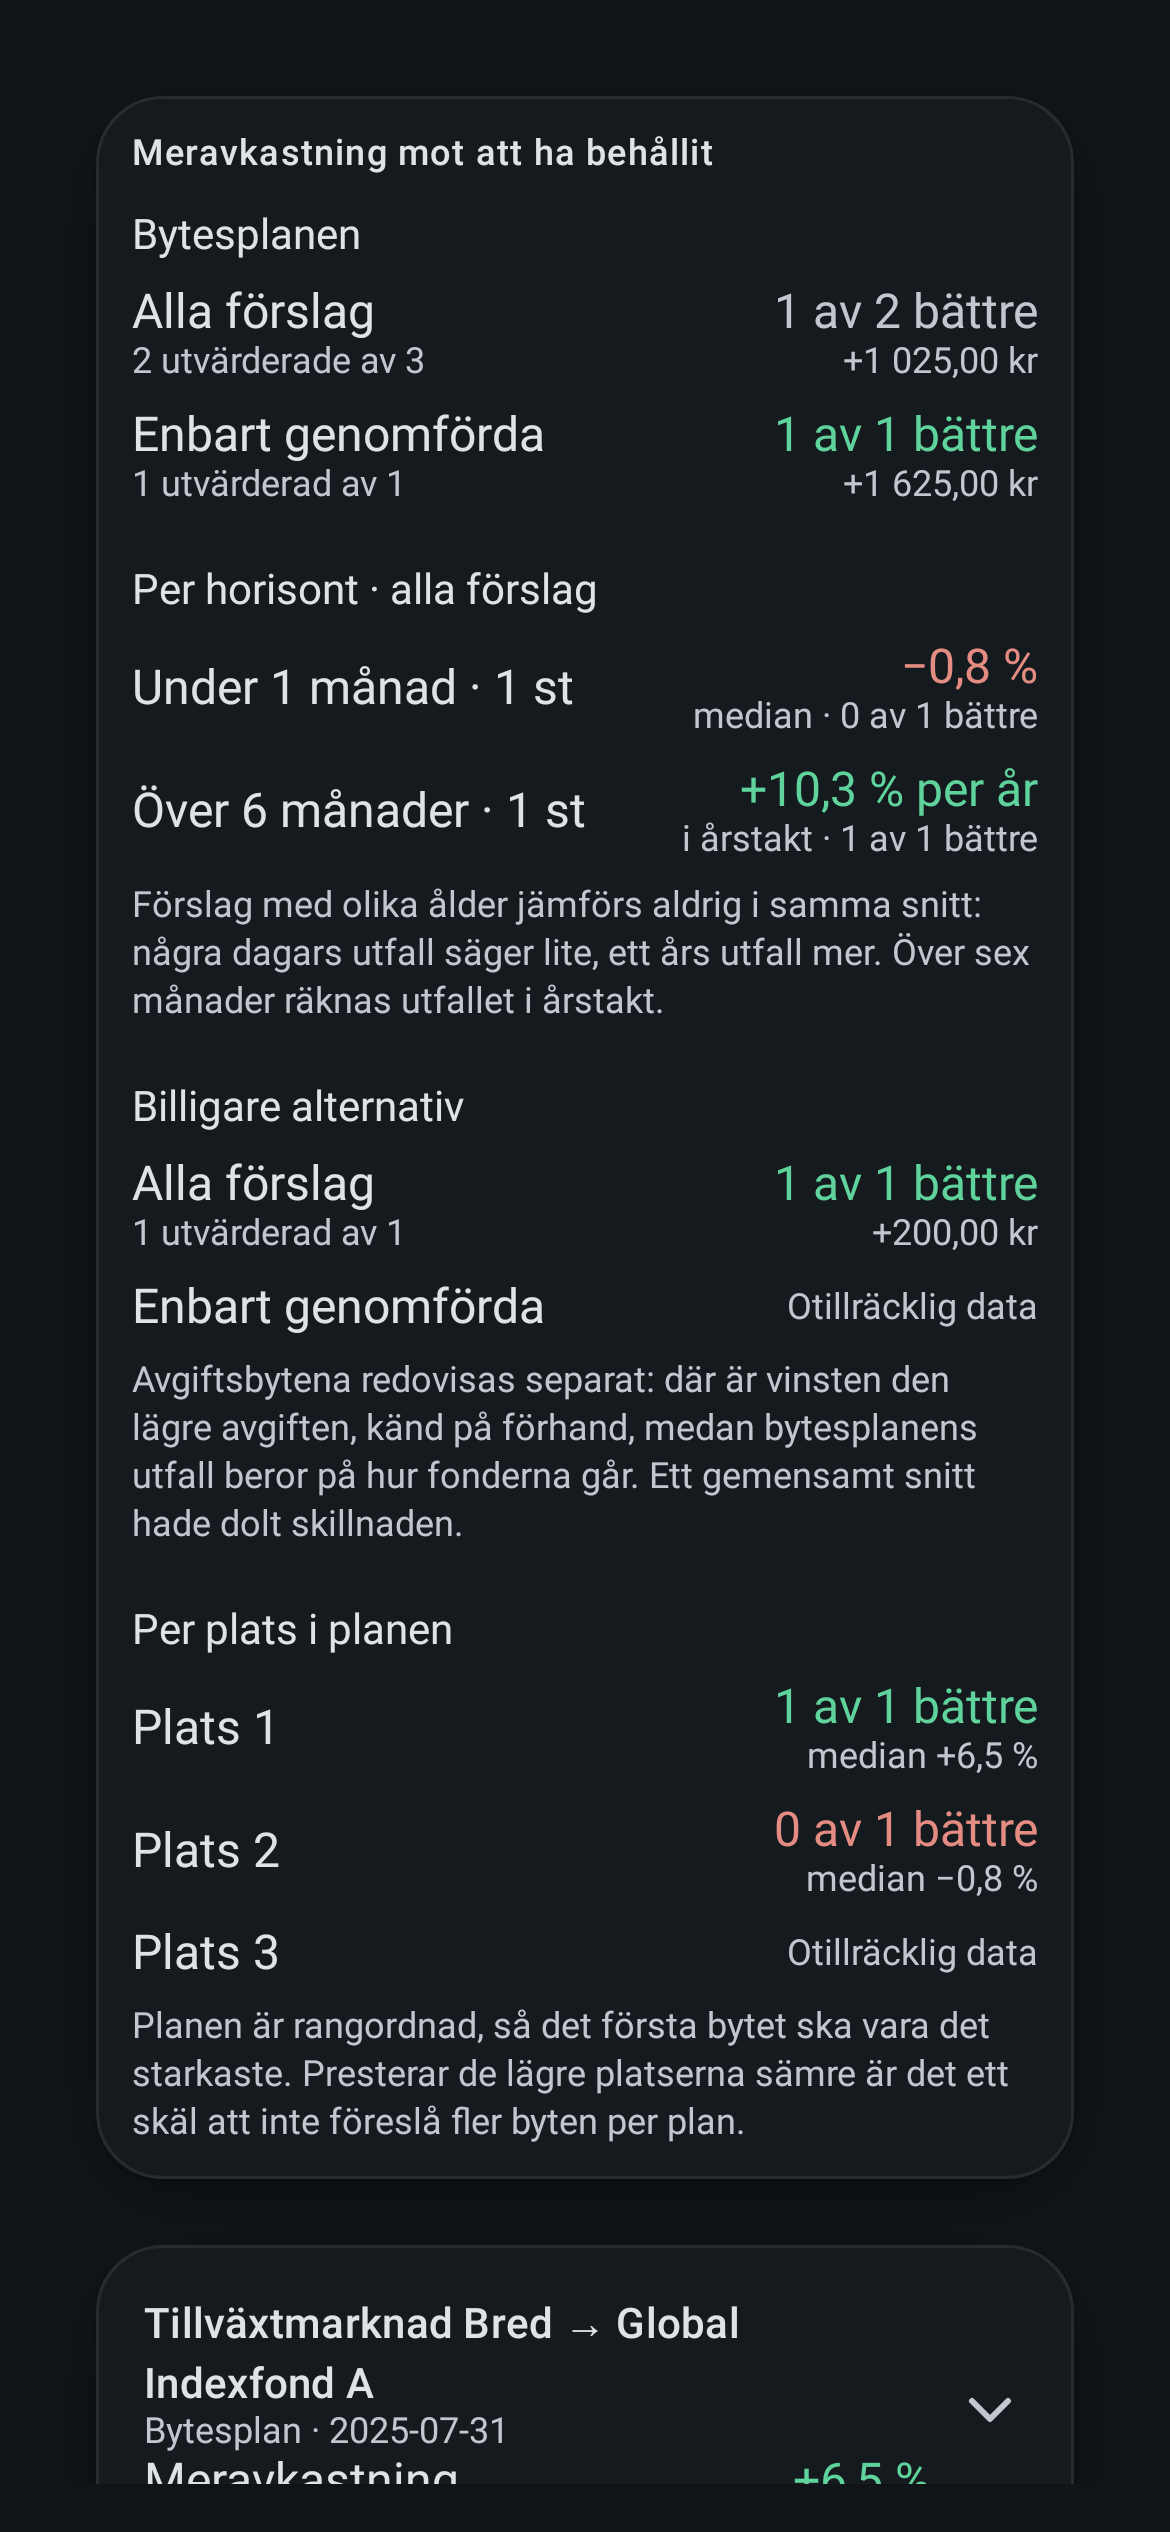 Meravkastning mot att ha behållit
Bytesplanen
Alla förslag
1 av 2 bättre
2 utvärderade av 3
+1 025,00 kr
Enbart genomförda
1 av 1 bättre
1 utvärderad av 1
+1 625,00 kr
Per horisont · alla förslag
Under 1 månad · 1 st
−0,8 %
median · 0 av 1 bättre
Över 6 månader · 1 st
+10,3 % per år
i årstakt · 1 av 1 bättre
Förslag med olika ålder jämförs aldrig i samma snitt:
några dagars utfall säger lite, ett års utfall mer. Över sex
månader räknas utfallet i årstakt.
Billigare alternativ
Alla förslag
1 av 1 bättre
1 utvärderad av 1
+200,00 kr
Enbart genomförda
Otillräcklig data
Avgiftsbytena redovisas separat: där är vinsten den
lägre avgiften, känd på förhand, medan bytesplanens
utfall beror på hur fonderna går. Ett gemensamt snitt
hade dolt skillnaden.
Per plats i planen
Plats 1
1 av 1 bättre
median +6,5 %
Plats 2
0 av 1 bättre
median −0,8 %
Plats 3
Otillräcklig data
Planen är rangordnad, så det första bytet ska vara det
starkaste. Presterar de lägre platserna sämre är det ett
skäl att inte föreslå fler byten per plan.
Tillväxtmarknad Bred → Global
Indexfond A
Bytesplan · 2025-07-31
Meravkastning
+6,5 %